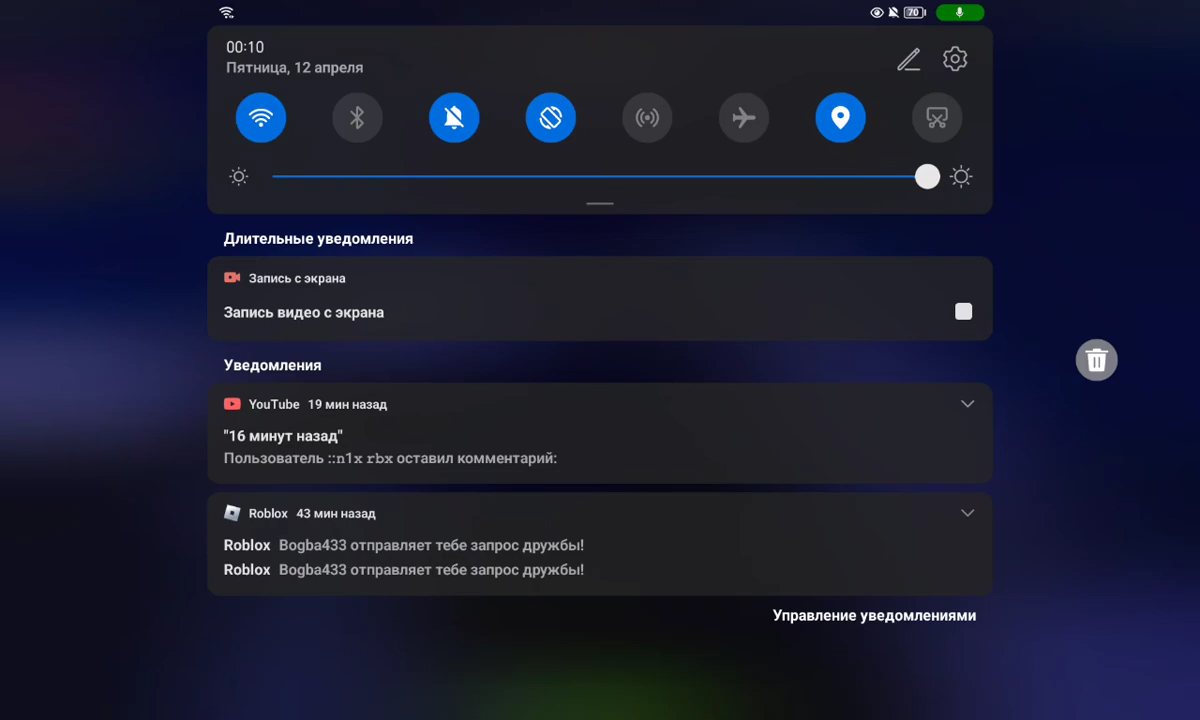 70
00:10
Пятница, 12 апреля
Длительные уведомления
Запись с экрана
Запись видео с экрана
Уведомления
YouTube 19 мин назад
"16 минут назад"
Пользователь ::n1x rbx оставил комментарий:
Roblox 43 мин назад
Roblox Bogba433 отправляет тебе запрос дружбы!
Roblox Bogba433 отправляет тебе запрос дружбы!
Управление уведомлениями